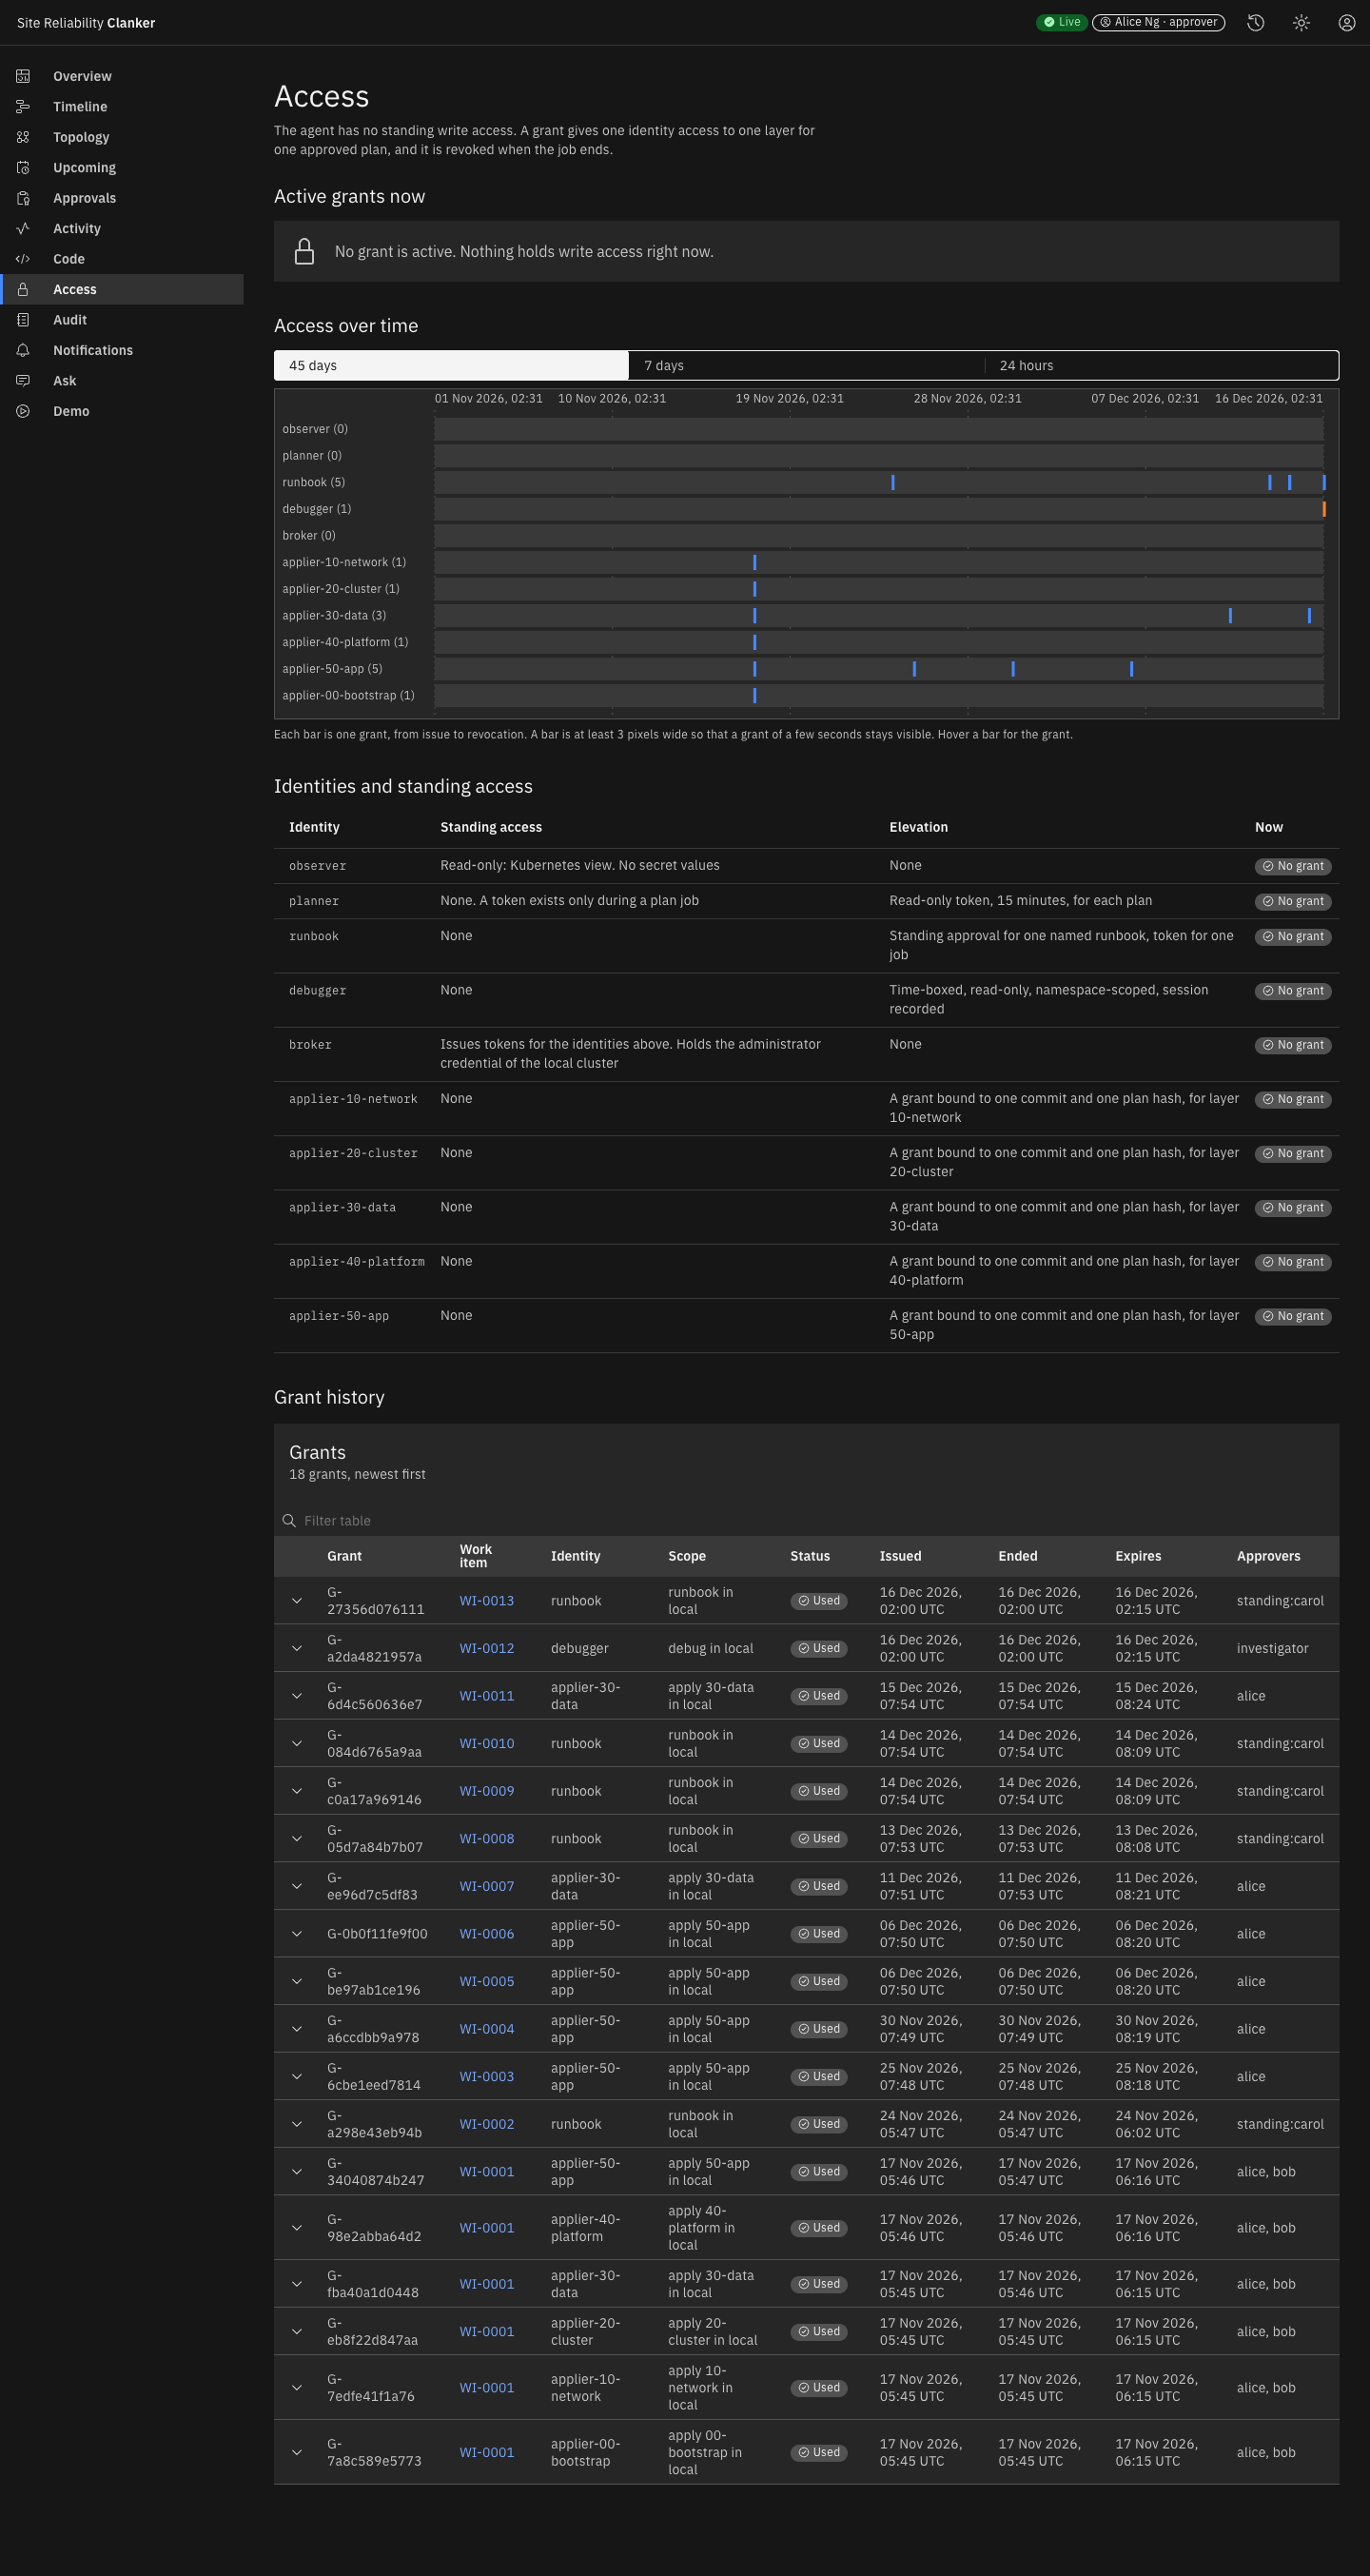 Site Reliability Clanker
Live
Alice Ng · approver
Overview
Timeline
Topology
Upcoming
Approvals
Activity
Code
Access
Audit
Notifications
Ask
Demo
Access
The agent has no standing write access. A grant gives one identity access to one layer for
one approved plan, and it is revoked when the job ends.
Active grants now
No grant is active. Nothing holds write access right now.
Access over time
45 days 7 days 24 hours
01 Nov 2026, 02:31 10 Nov 2026, 02:31 19 Nov 2026, 02:31 28 Nov 2026, 02:31 07 Dec 2026, 02:31 16 Dec 2026, 02:31
observer (0)
planner (0)
runbook (5)
debugger (1)
broker (0)
applier-10-network (1)
applier-20-cluster (1)
applier-30-data (3)
applier-40-platform (1)
applier-50-app (5)
applier-00-bootstrap (1)
Each bar is one grant, from issue to revocation. A bar is at least 3 pixels wide so that a grant of a few seconds stays visible. Hover a bar for the grant.
Identities and standing access
Identity Standing access Elevation Now
observer Read-only: Kubernetes view. No secret values None No grant
planner None. A token exists only during a plan job Read-only token, 15 minutes, for each plan No grant
runbook None Standing approval for one named runbook, token for one No grant
job
debugger None Time-boxed, read-only, namespace-scoped, session No grant
recorded
broker Issues tokens for the identities above. Holds the administrator None No grant
credential of the local cluster
applier-10-network None A grant bound to one commit and one plan hash, for layer No grant
10-network
applier-20-cluster None A grant bound to one commit and one plan hash, for layer No grant
20-cluster
applier-30-data None A grant bound to one commit and one plan hash, for layer No grant
30-data
applier-40-platform None A grant bound to one commit and one plan hash, for layer No grant
40-platform
applier-50-app None A grant bound to one commit and one plan hash, for layer No grant
50-app
Grant history
Grants
18 grants, newest first
Filter table
Grant Work item Identity Scope Status Issued Ended Expires Approvers
G-27356d076111 WI-0013 runbook runbook in local Used 16 Dec 2026, 02:00 UTC 16 Dec 2026, 02:00 UTC 16 Dec 2026, 02:15 UTC standing:carol
G-a2da4821957a WI-0012 debugger debug in local Used 16 Dec 2026, 02:00 UTC 16 Dec 2026, 02:00 UTC 16 Dec 2026, 02:15 UTC investigator
G-6d4c560636e7 WI-0011 applier-30-data apply 30-data in local Used 15 Dec 2026, 07:54 UTC 15 Dec 2026, 07:54 UTC 15 Dec 2026, 08:24 UTC alice
G-084d6765a9aa WI-0010 runbook runbook in local Used 14 Dec 2026, 07:54 UTC 14 Dec 2026, 07:54 UTC 14 Dec 2026, 08:09 UTC standing:carol
G-c0a17a969146 WI-0009 runbook runbook in local Used 14 Dec 2026, 07:54 UTC 14 Dec 2026, 07:54 UTC 14 Dec 2026, 08:09 UTC standing:carol
G-05d7a84b7b07 WI-0008 runbook runbook in local Used 13 Dec 2026, 07:53 UTC 13 Dec 2026, 07:53 UTC 13 Dec 2026, 08:08 UTC standing:carol
G-ee96d7c5df83 WI-0007 applier-30-data apply 30-data in local Used 11 Dec 2026, 07:51 UTC 11 Dec 2026, 07:53 UTC 11 Dec 2026, 08:21 UTC alice
G-0b0f11fe9f00 WI-0006 applier-50-app apply 50-app in local Used 06 Dec 2026, 07:50 UTC 06 Dec 2026, 07:50 UTC 06 Dec 2026, 08:20 UTC alice
G-be97ab1ce196 WI-0005 applier-50-app apply 50-app in local Used 06 Dec 2026, 07:50 UTC 06 Dec 2026, 07:50 UTC 06 Dec 2026, 08:20 UTC alice
G-a6ccdbb9a978 WI-0004 applier-50-app apply 50-app in local Used 30 Nov 2026, 07:49 UTC 30 Nov 2026, 07:49 UTC 30 Nov 2026, 08:19 UTC alice
G-6cbe1eed7814 WI-0003 applier-50-app apply 50-app in local Used 25 Nov 2026, 07:48 UTC 25 Nov 2026, 07:48 UTC 25 Nov 2026, 08:18 UTC alice
G-a298e43eb94b WI-0002 runbook runbook in local Used 24 Nov 2026, 05:47 UTC 24 Nov 2026, 05:47 UTC 24 Nov 2026, 06:02 UTC standing:carol
G-34040874b247 WI-0001 applier-50-app apply 50-app in local Used 17 Nov 2026, 05:46 UTC 17 Nov 2026, 05:47 UTC 17 Nov 2026, 06:16 UTC alice, bob
G-98e2abba64d2 WI-0001 applier-40-platform apply 40-platform in local Used 17 Nov 2026, 05:46 UTC 17 Nov 2026, 05:46 UTC 17 Nov 2026, 06:16 UTC alice, bob
G-fba40a1d0448 WI-0001 applier-30-data apply 30-data in local Used 17 Nov 2026, 05:45 UTC 17 Nov 2026, 05:46 UTC 17 Nov 2026, 06:15 UTC alice, bob
G-eb8f22d847aa WI-0001 applier-20-cluster apply 20-cluster in local Used 17 Nov 2026, 05:45 UTC 17 Nov 2026, 05:45 UTC 17 Nov 2026, 06:15 UTC alice, bob
G-7edfe41f1a76 WI-0001 applier-10-network apply 10-network in local Used 17 Nov 2026, 05:45 UTC 17 Nov 2026, 05:45 UTC 17 Nov 2026, 06:15 UTC alice, bob
G-7a8c589e5773 WI-0001 applier-00-bootstrap apply 00-bootstrap in local Used 17 Nov 2026, 05:45 UTC 17 Nov 2026, 05:45 UTC 17 Nov 2026, 06:15 UTC alice, bob